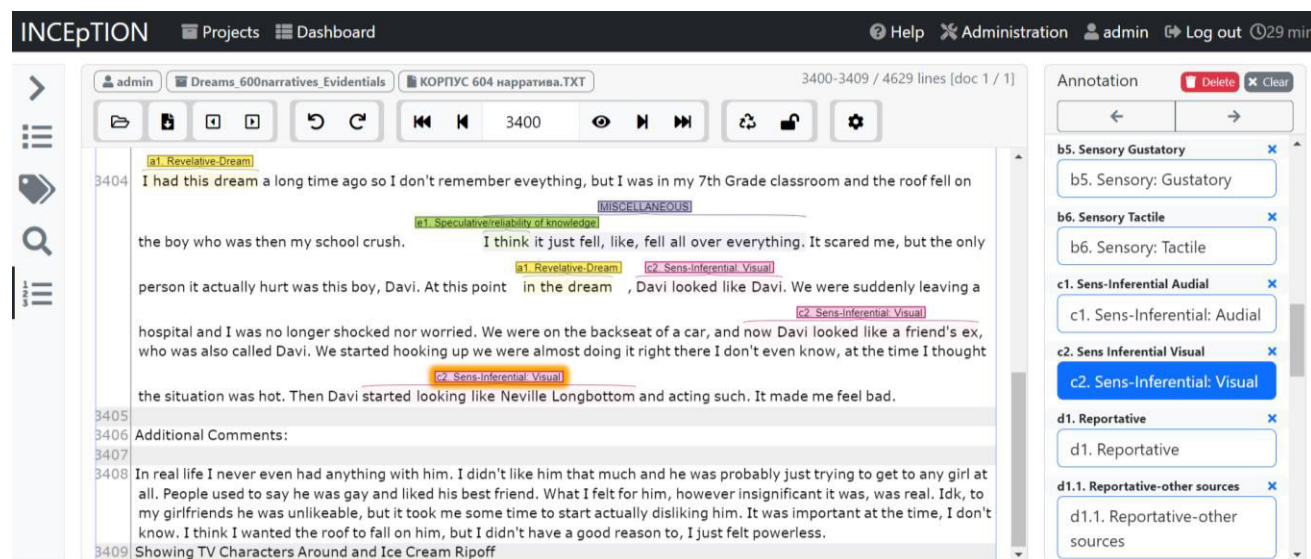 INCEpTION Projects Dashboard Help Administration admin Log out 29 min
admin Dreams_600narratives_Evidentials КОРПУС 604 нарратива.TXT 3400-3409 / 4629 lines [doc 1 / 1]
3400
a1. Revelative-Dream
3404 I had this dream a long time ago so I don't remember eveything, but I was in my 7th Grade classroom and the roof fell on
MISCELLANEOUS
e1. Speculative/reliability of knowledge
the boy who was then my school crush. I think it just fell, like, fell all over everything. It scared me, but the only
a1. Revelative-Dream c2. Sens-Inferential: Visual
person it actually hurt was this boy, Davi. At this point in the dream , Davi looked like Davi. We were suddenly leaving a
c2. Sens-Inferential: Visual
hospital and I was no longer shocked nor worried. We were on the backseat of a car, and now Davi looked like a friend's ex,
who was also called Davi. We started hooking up we were almost doing it right there I don't even know, at the time I thought
c2. Sens-Inferential: Visual
the situation was hot. Then Davi started looking like Neville Longbottom and acting such. It made me feel bad.
3405
3406 Additional Comments:
3407
3408 In real life I never even had anything with him. I didn't like him that much and he was probably just trying to get to any girl at
all. People used to say he was gay and liked his best friend. What I felt for him, however insignificant it was, was real. Idk, to
my girlfriends he was unlikeable, but it took me some time to start actually disliking him. It was important at the time, I don't
know. I think I wanted the roof to fall on him, but I didn't have a good reason to, I just felt powerless.
3409 Showing TV Characters Around and Ice Cream Ripoff
Annotation Delete Clear
b5. Sensory Gustatory
b5. Sensory: Gustatory
b6. Sensory Tactile
b6. Sensory: Tactile
c1. Sens-Inferential Audial
c1. Sens-Inferential: Audial
c2. Sens Inferential Visual
c2. Sens-Inferential: Visual
d1. Reportative
d1. Reportative
d1.1. Reportative-other sources
d1.1. Reportative-other
sources